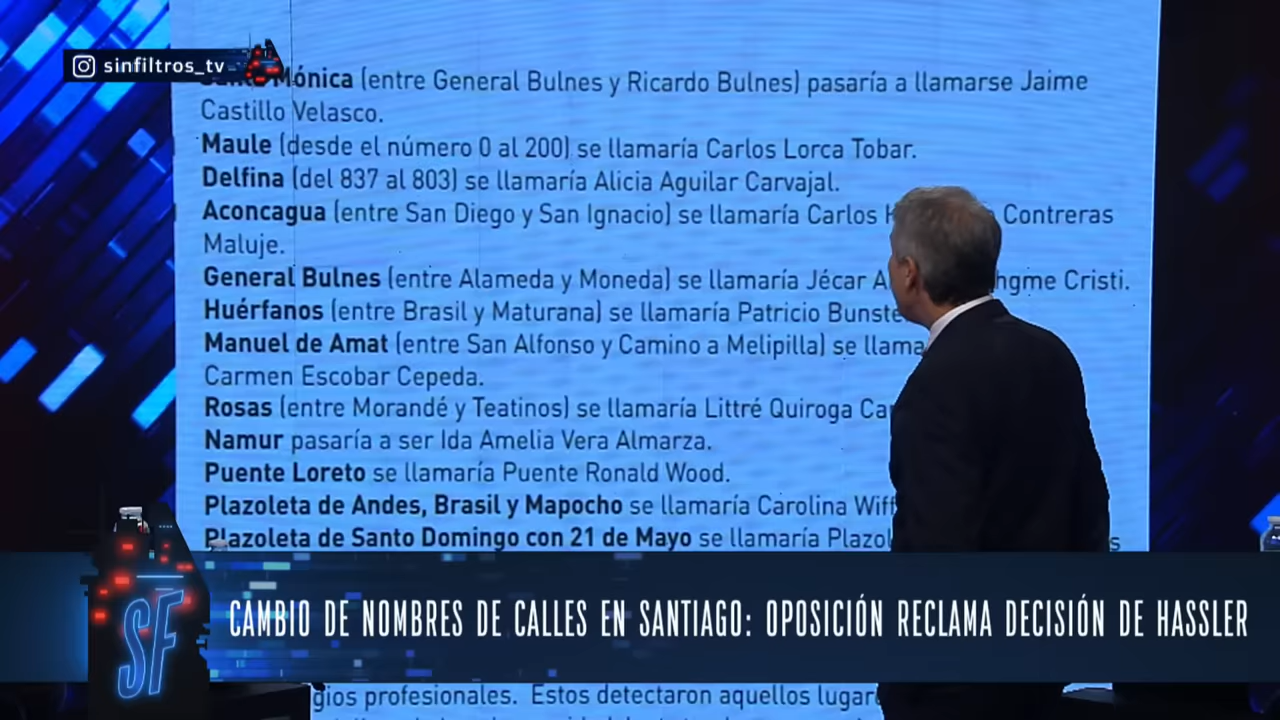 sinfiltros_tv
Mónica (entre General Bulnes y Ricardo Bulnes) pasaría a llamarse Jaime
Castillo Velasco.
Maule (desde el número 0 al 200) se llamaría Carlos Lorca Tobar.
Delfina (del 837 al 803) se llamaría Alicia Aguilar Carvajal.
Aconcagua (entre San Diego y San Ignacio) se llamaría Carlos Contreras
Maluje.
General Bulnes (entre Alameda y Moneda) se llamaría Jécar Cristi.
Huérfanos (entre Brasil y Maturana) se llamaría Patricio
Manuel de Amat (entre San Alfonso y Camino a Melipilla) se
Carmen Escobar Cepeda.
Rosas (entre Morandé y Teatinos) se llamaría Littré Quiroga
Namur pasaría a ser Ida Amelia Vera Almarza.
Puente Loreto se llamaría Puente Ronald Wood.
Plazoleta de Andes, Brasil y Mapocho se llamaría Carolina
Plazoleta de Santo Domingo con 21 de Mayo se llamaría
SF
CAMBIO DE NOMBRES DE CALLES EN SANTIAGO: OPOSICIÓN RECLAMA DECISIÓN DE HASSLER
profesionales. Estos detectaron aquellos